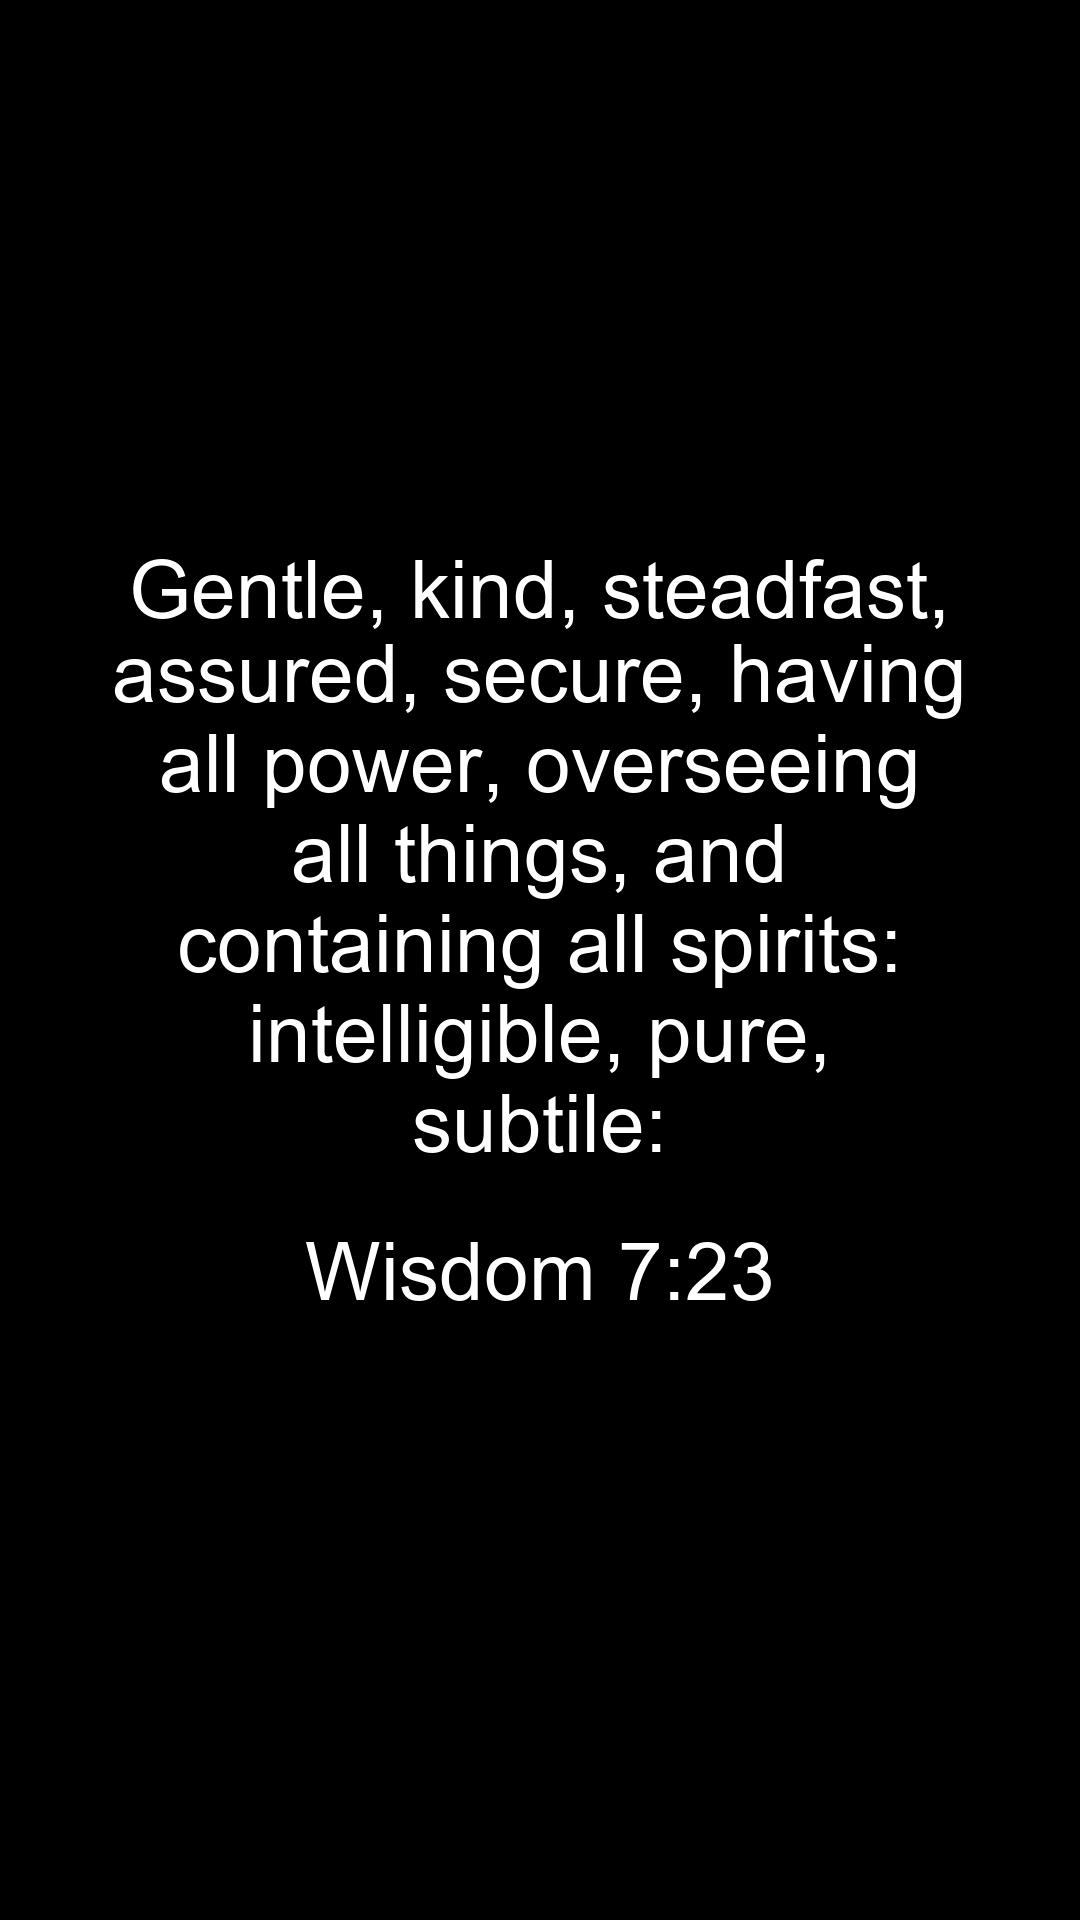 Gentle, kind, steadfast,
assured, secure, having
all power, overseeing
all things, and
containing all spirits:
intelligible, pure,
subtile:
Wisdom 7:23